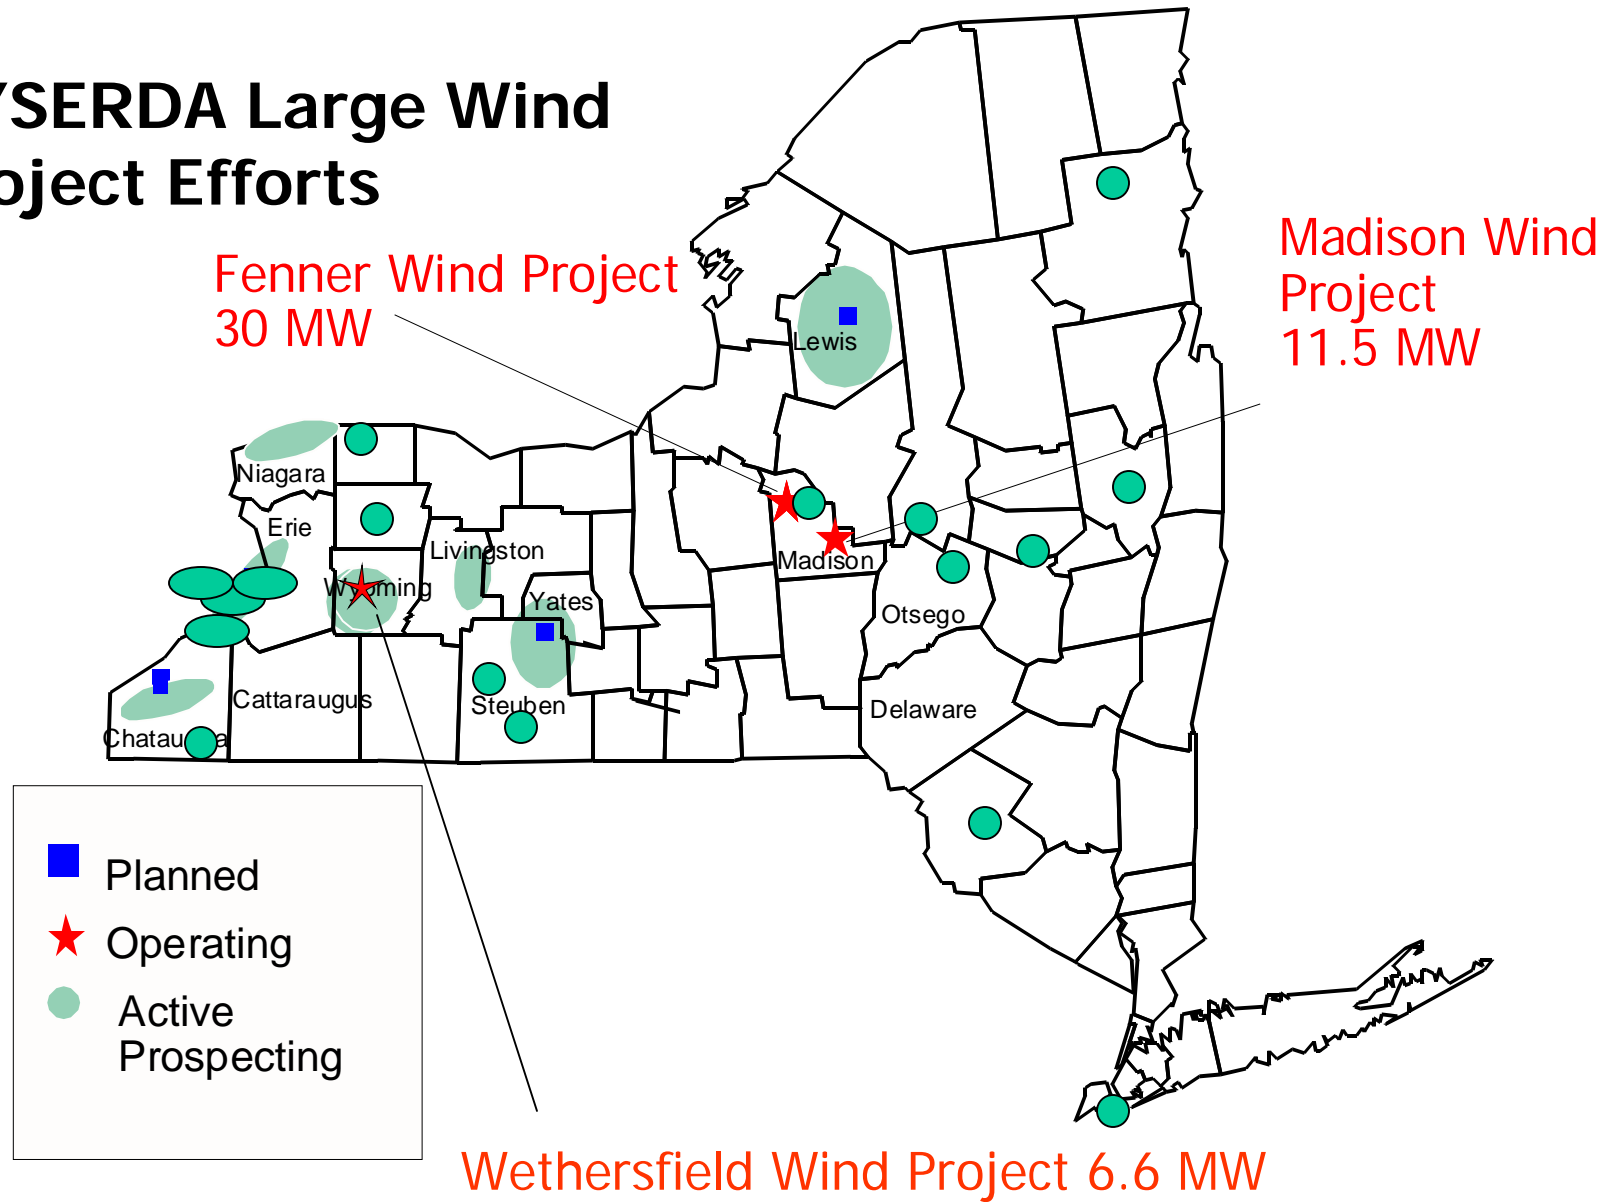 YSERDA Large Wind
oject Efforts
Fenner Wind Project
30 MW
Madison Wind
Project
11.5 MW
Lewis
Niagara
Erie
Livingston
Wyoming
Yates
Madison
Otsego
Cattaraugus
Steuben
Delaware
Planned
Operating
Active
Prospecting
Wethersfield Wind Project 6.6 MW